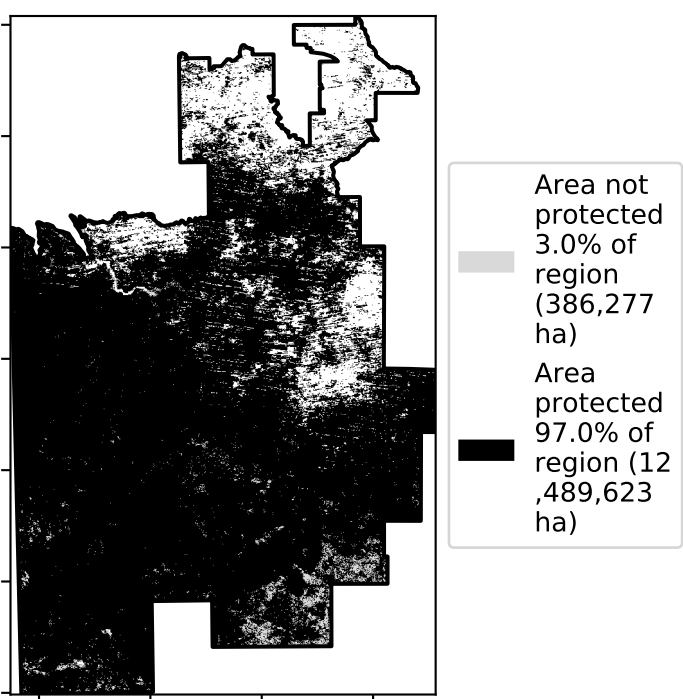 Area not
protected
3.0% of
region
(386,277
ha)
Area
protected
97.0% of
region (12
,489,623
ha)